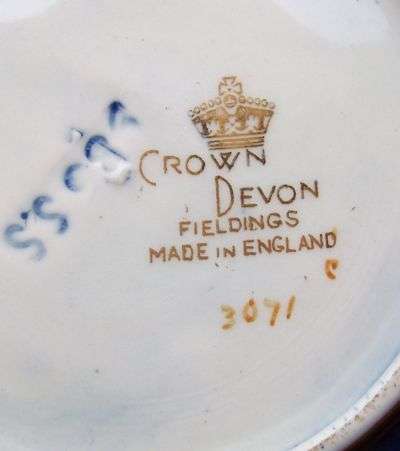 CROWN
DEVON
FIELDINGS
MADE IN ENGLAND
C
3071